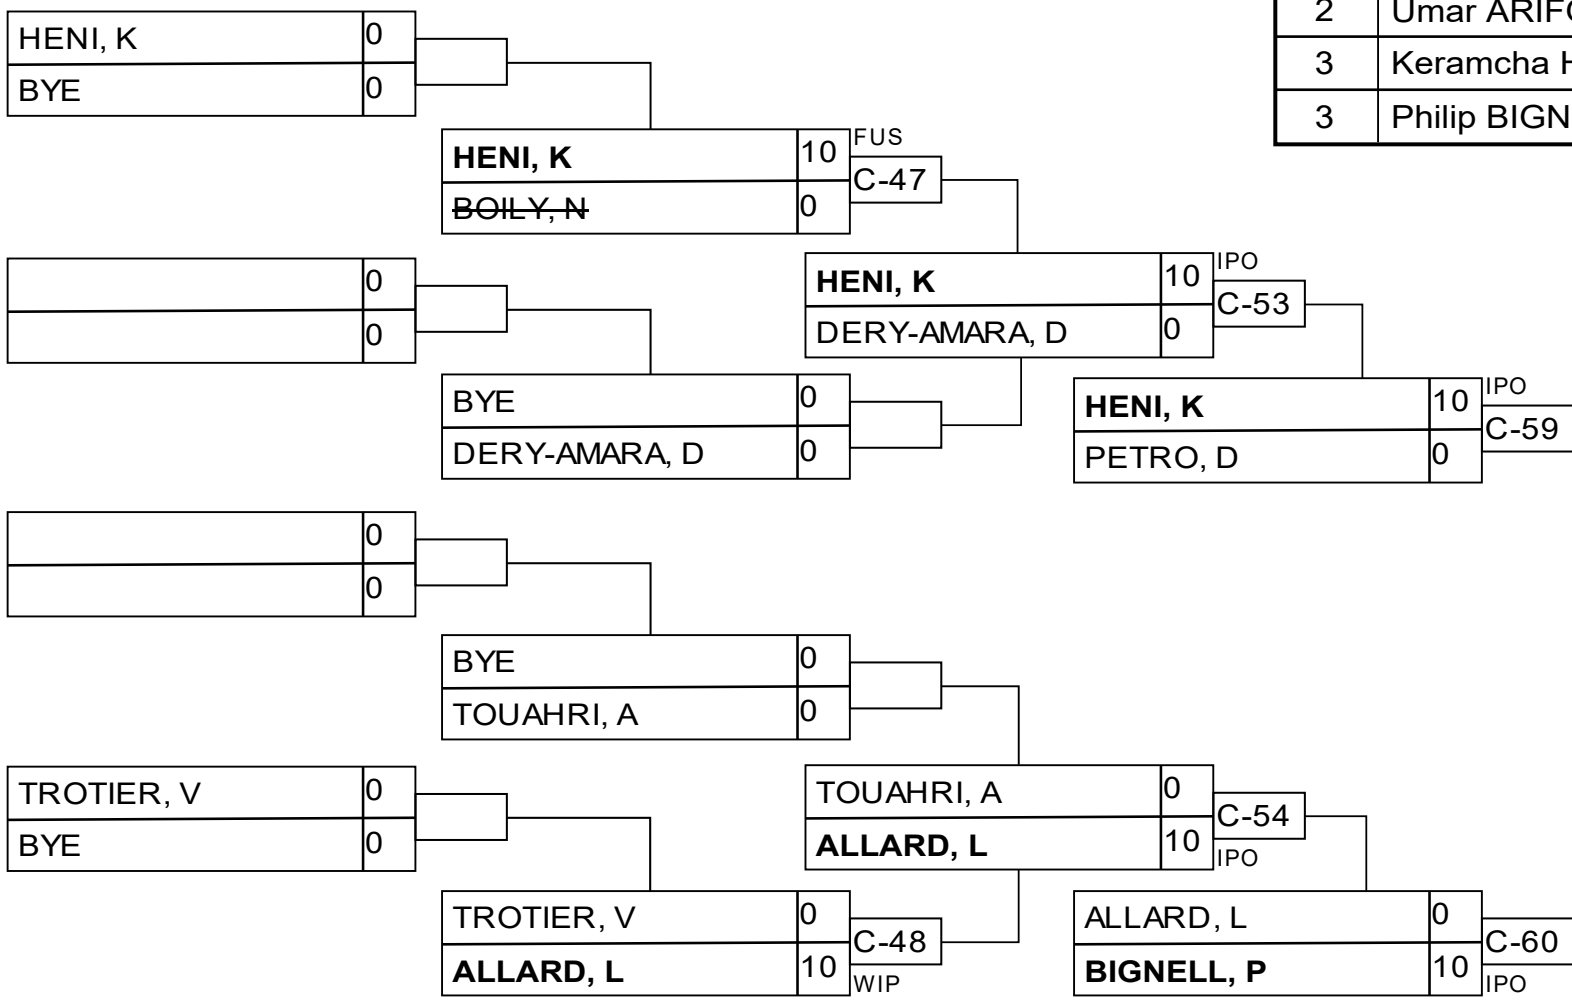 2 Umar
3 Keramcha
3 Philip
HENI, K 0
BYE 0
HENI, K 10 FUS
C-47
BOILY, N 0
0
0
HENI, K 10 IPO
C-53
DERY-AMARA, D 0
BYE 0
DERY-AMARA, D 0
HENI, K 10 IPO
C-59
PETRO, D 0
0
0
BYE 0
TOUAHRI, A 0
TROTIER, V 0
BYE 0
TOUAHRI, A 0
C-54
ALLARD, L 10 IPO
TROTIER, V 0
C-48
ALLARD, L 10 WIP
ALLARD, L 0
C-60
BIGNELL, P 10 IPO